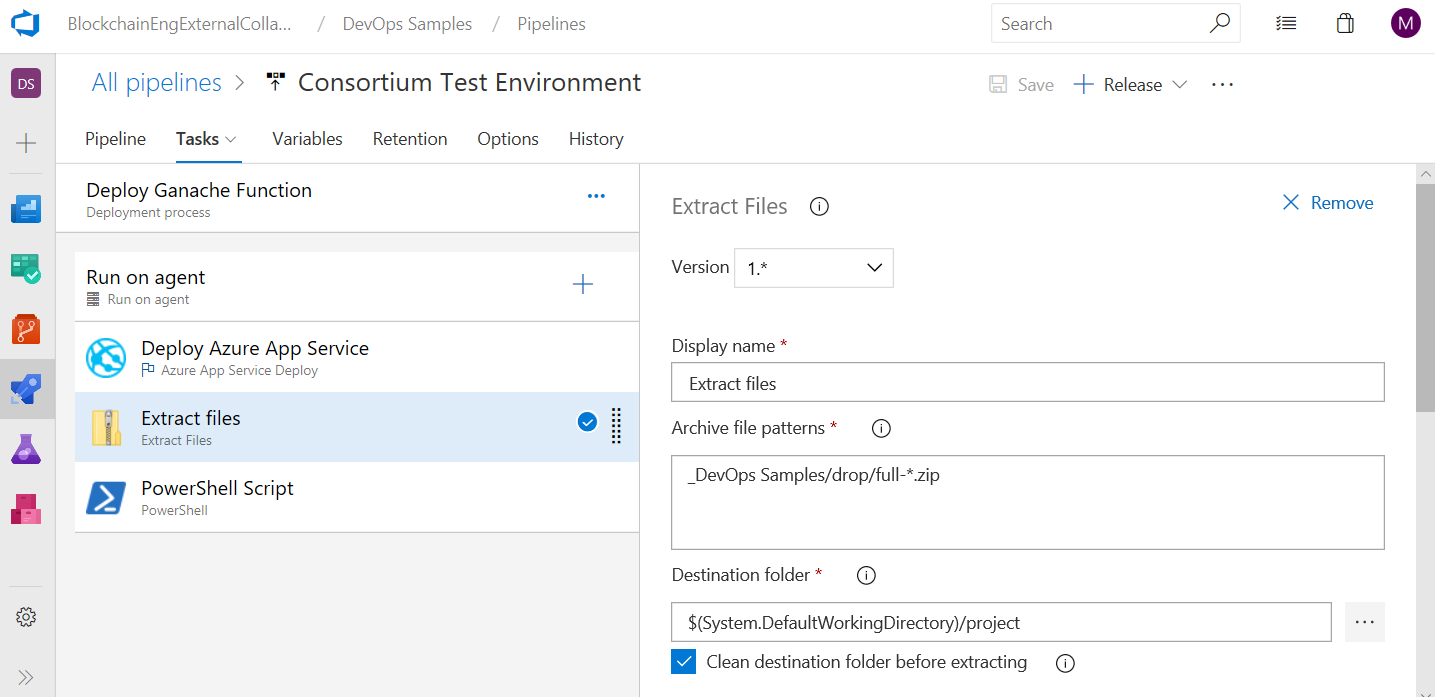 BlockchainEngExternalColla... / DevOps Samples / Pipelines
Search
M
DS
All pipelines > Consortium Test Environment
Save
+ Release
...
Pipeline Tasks Variables Retention Options History
Deploy Ganache Function
Deployment process
Run on agent
Run on agent
Deploy Azure App Service
Azure App Service Deploy
Extract files
Extract Files
PowerShell Script
PowerShell
Extract Files
Remove
Version 1.*
Display name *
Extract files
Archive file patterns *
_DevOps Samples/drop/full-*.zip
Destination folder *
$(System.DefaultWorkingDirectory)/project
...
Clean destination folder before extracting